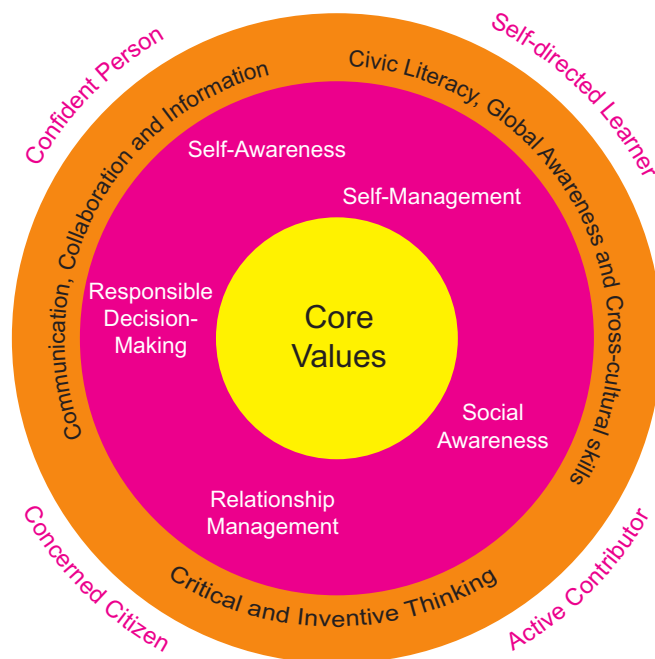 Confident Person
Self-directed Learner
Communication, Collaboration and Information
Civic Literacy, Global Awareness and Cross-cultural skills
Self-Awareness
Self-Management
Responsible
Decision-
Making
Core
Values
Social
Awareness
Relationship
Management
Critical and Inventive Thinking
Concerned Citizen
Active Contributor